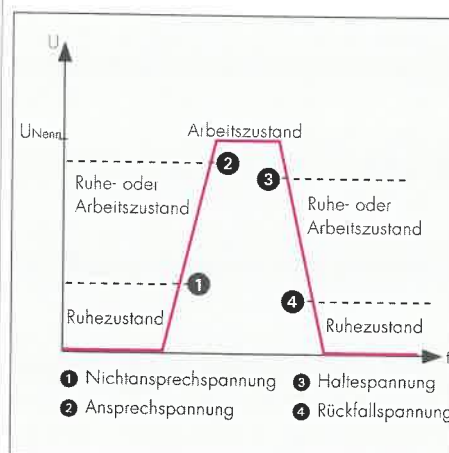 U
UNenn
Arbeitszustand
2
3
Ruhe- oder
Arbeitszustand
Ruhe- oder
Arbeitszustand
1
4
Ruhezustand
Ruhezustand
t
1 Nichtansprechspannung
3 Haltespannung
2 Ansprechspannung
4 Rückfallspannung